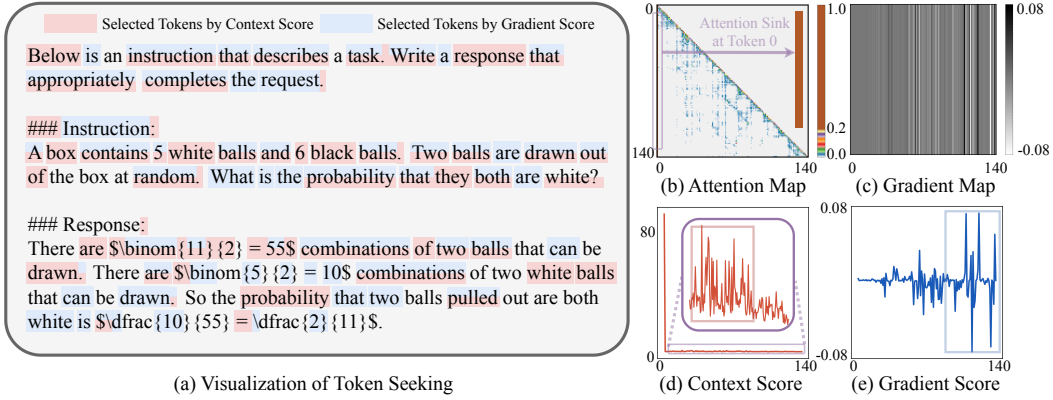 Selected Tokens by Context Score
Selected Tokens by Gradient Score
Below is an instruction that describes a task. Write a response that
appropriately completes the request.
### Instruction:
A box contains 5 white balls and 6 black balls. Two balls are drawn out
of the box at random. What is the probability that they both are white?
### Response:
There are $\binom{11}{2} = 55$ combinations of two balls that can be
drawn. There are $\binom{5}{2} = 10$ combinations of two white balls
that can be drawn. So the probability that two balls pulled out are both
white is $\dfrac{10}{55} = \dfrac{2}{11}$.
(a) Visualization of Token Seeking
0
Attention Sink
at Token 0
140
0
140
1.0
0.2
0.0
(b) Attention Map
0
140
0.08
-0.08
(c) Gradient Map
80
0
0
140
(d) Context Score
0.08
-0.08
0
140
(e) Gradient Score